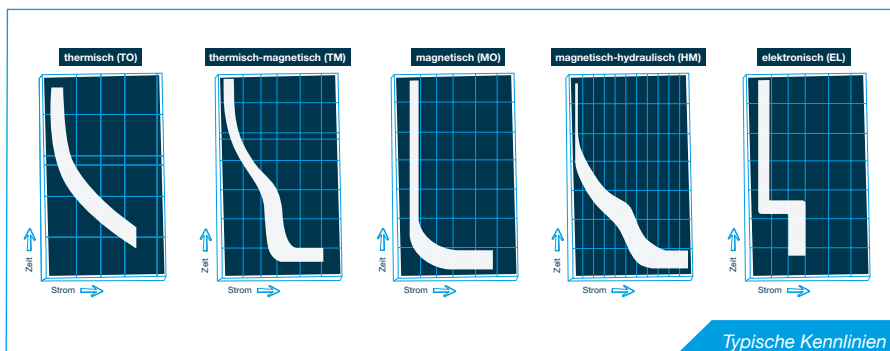 thermisch (TO)
thermisch-magnetisch (TM)
magnetisch (MO)
magnetisch-hydraulisch (HM)
elektronisch (EL)
Zeit
Strom
Zeit
Strom
Zeit
Strom
Zeit
Strom
Zeit
Strom
Typische Kennlinien